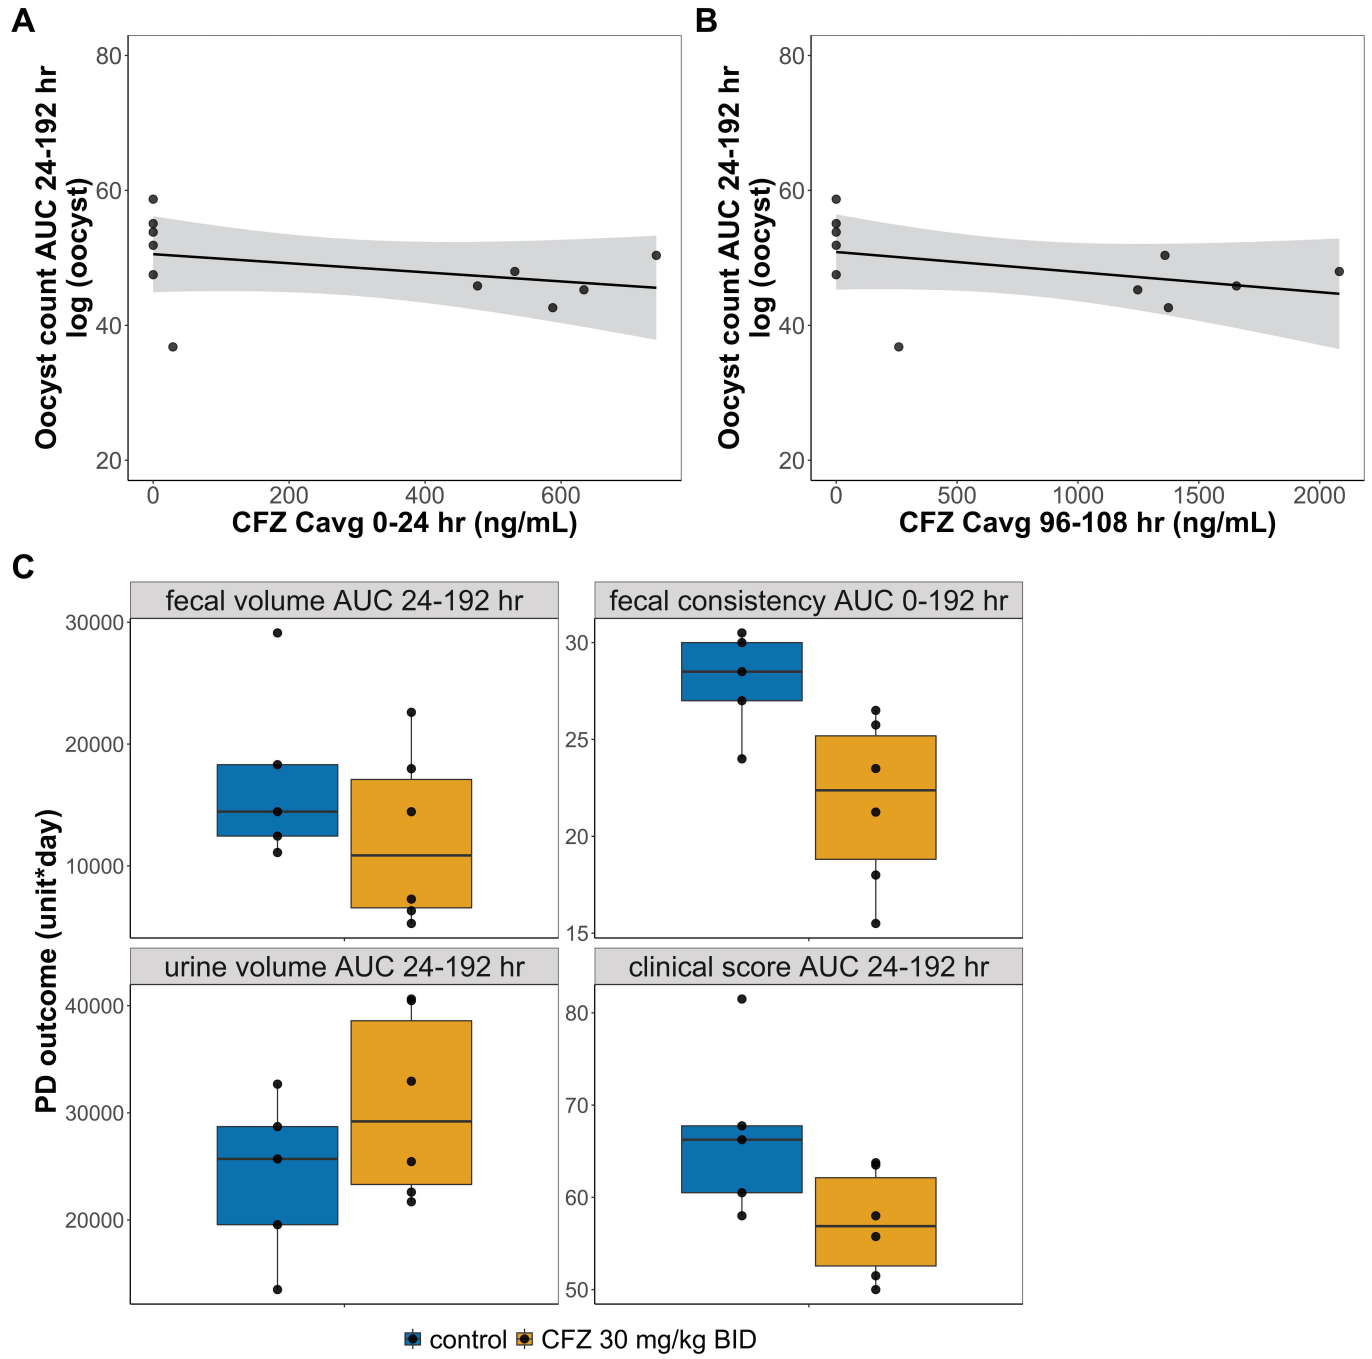 A
Oocyst count AUC 24-192 hr
log (oocyst)
80
60
40
20
0 200 400 600
CFZ Cavg 0-24 hr (ng/mL)
B
Oocyst count AUC 24-192 hr
log (oocyst)
80
60
40
20
0 500 1000 1500 2000
CFZ Cavg 96-108 hr (ng/mL)
C
PD outcome (unit*day)
fecal volume AUC 24-192 hr
30000
20000
10000
fecal consistency AUC 0-192 hr
30
25
20
15
urine volume AUC 24-192 hr
40000
30000
20000
clinical score AUC 24-192 hr
80
70
60
50
control CFZ 30 mg/kg BID